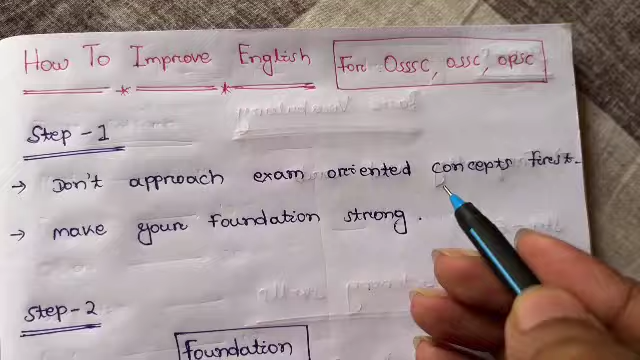 How To Improve English
For OSSSC, OSSC, OPSC
Step-1
→ Don't approach exam oriented concepts first.
→ make your foundation strong.
Step-2
foundation